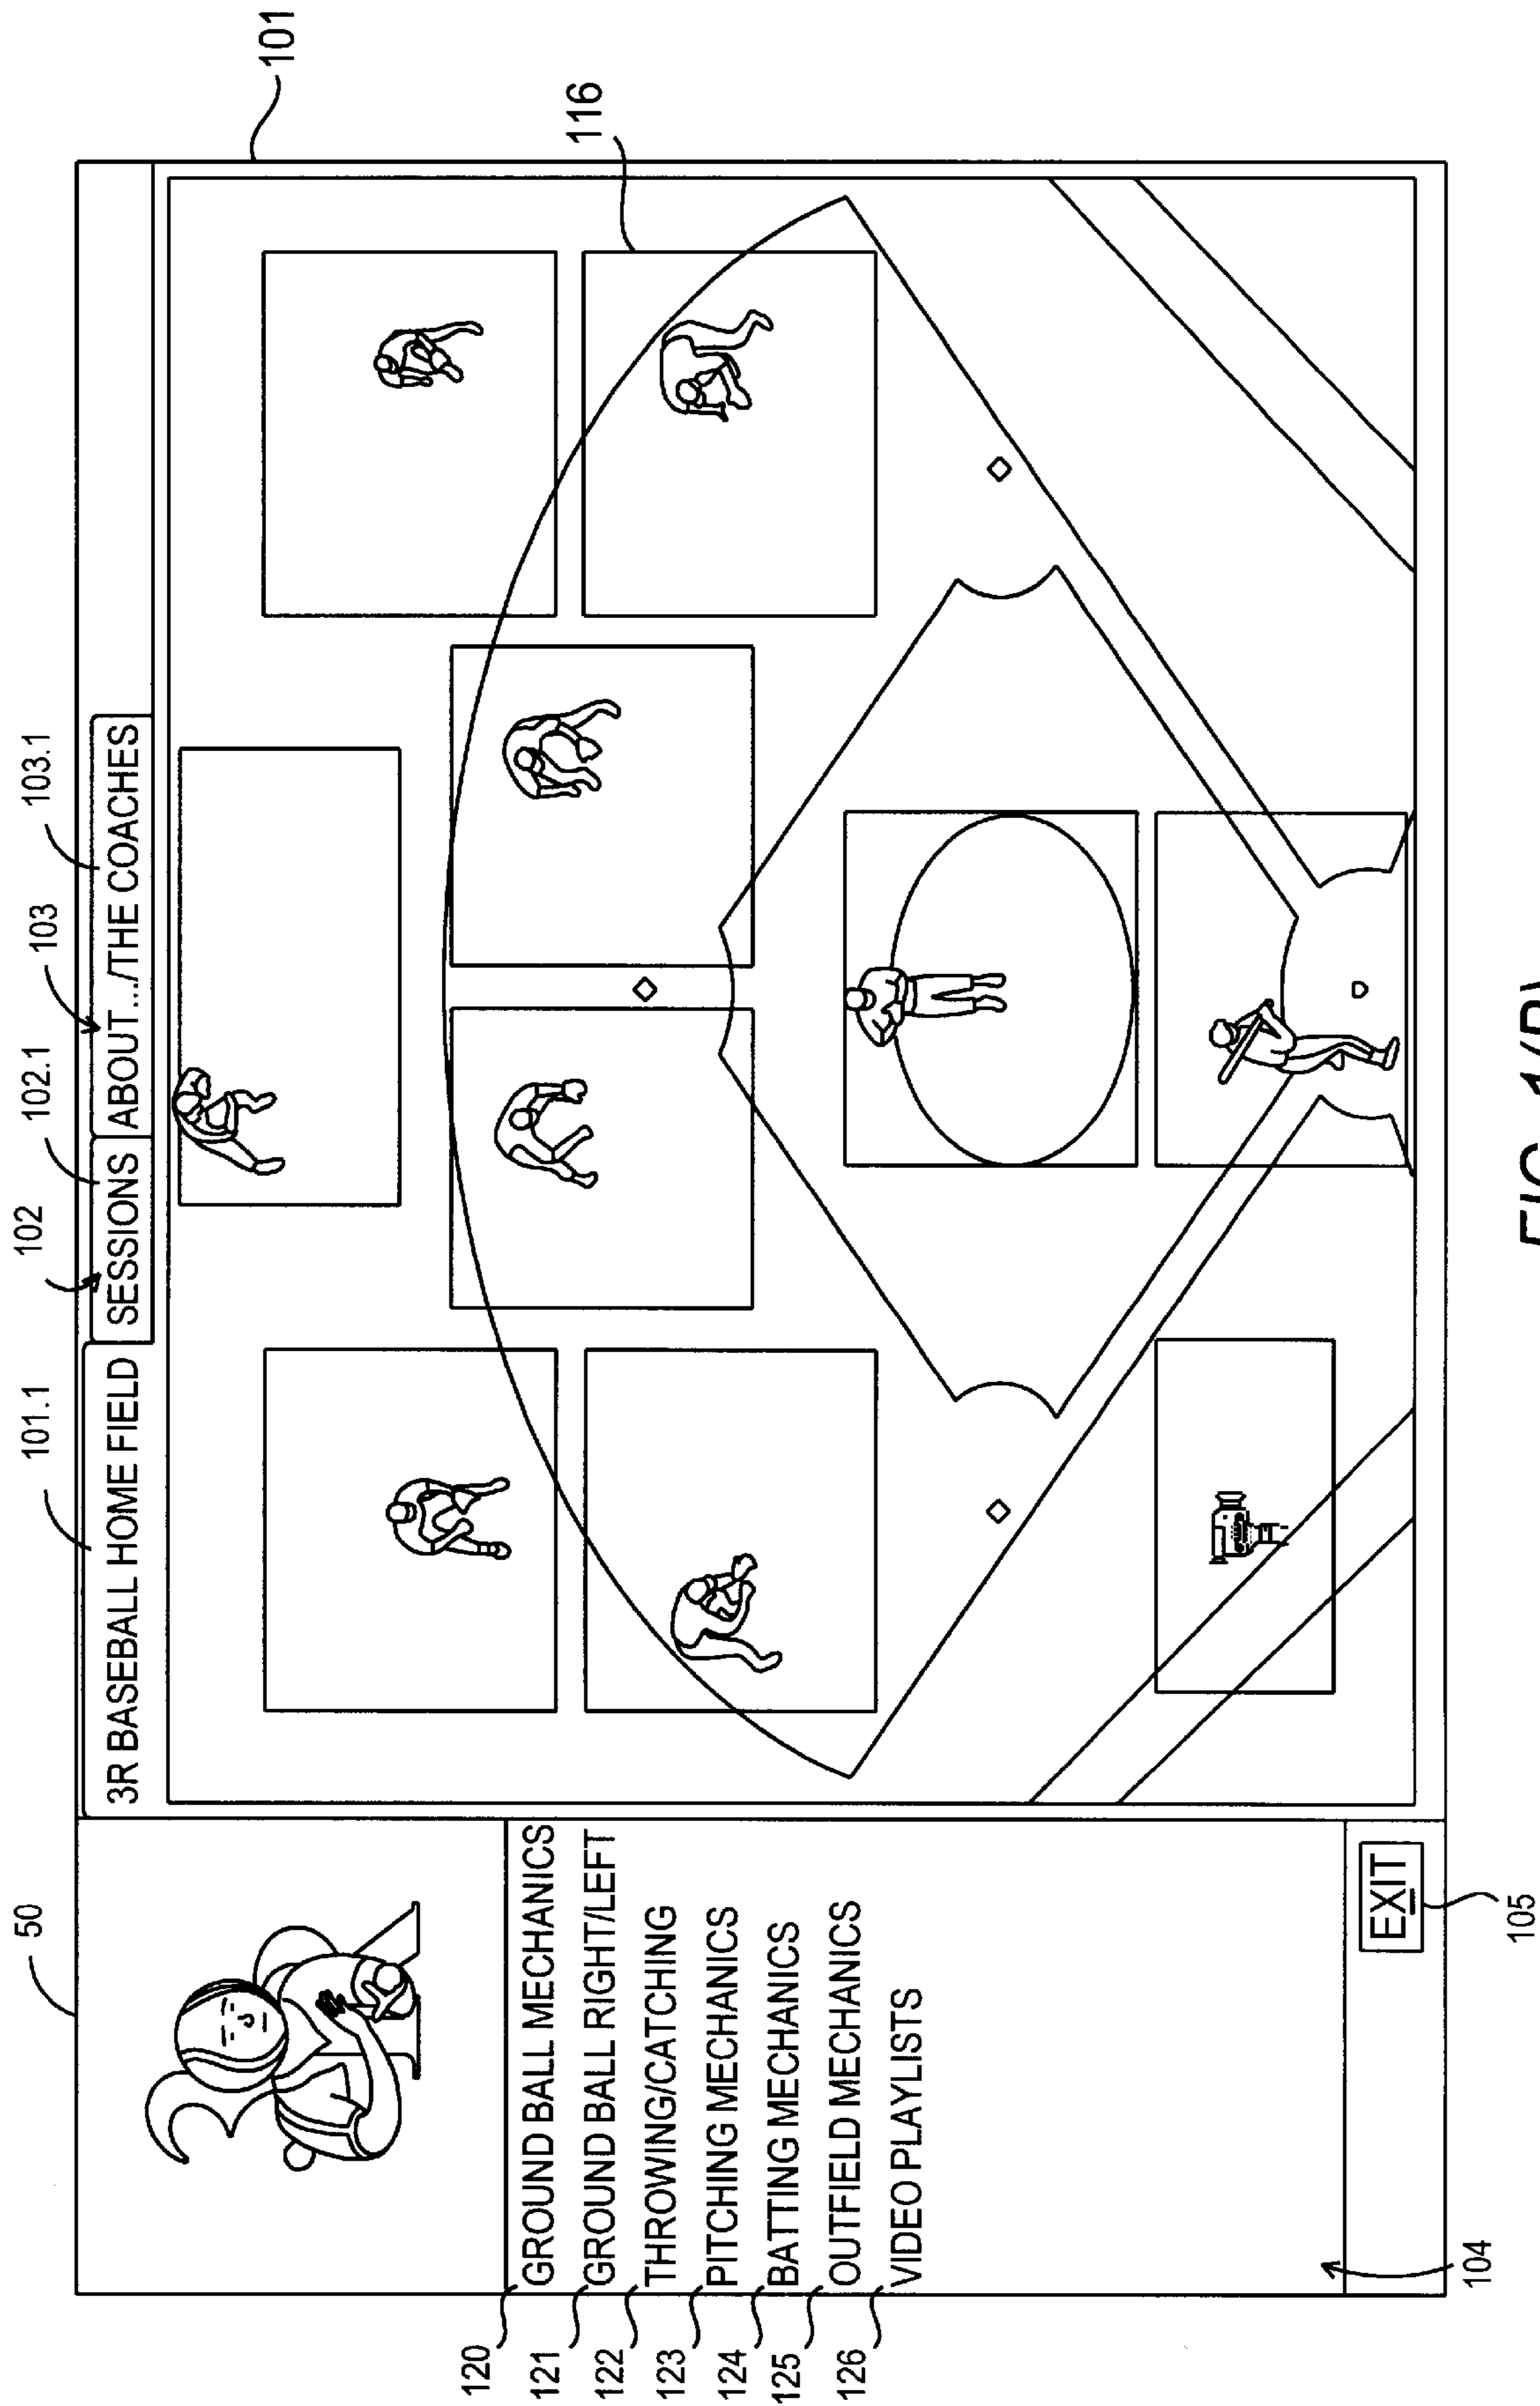 50
101.1
102
102.1
103
103.1
3R BASEBALL HOME FIELD
SESSIONS
ABOUT.../THE COACHES
101
116
120 GROUND BALL MECHANICS
121 GROUND BALL RIGHT/LEFT
122 THROWING/CATCHING
123 PITCHING MECHANICS
124 BATTING MECHANICS
125 OUTFIELD MECHANICS
126 VIDEO PLAYLISTS
EXIT
104
105
FIG. 1(B)